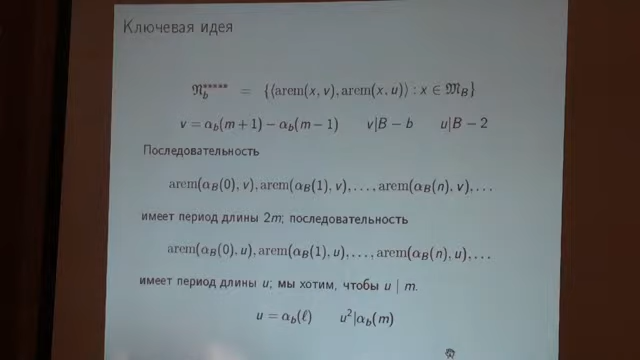 Ключевая идея
𝔑_b^***** = {⟨arem(x, v), arem(x, u)⟩ : x ∈ 𝔐_B}
v = α_b(m + 1) − α_b(m − 1) v|B − b u|B − 2
Последовательность
arem(α_B(0), v), arem(α_B(1), v), . . . , arem(α_B(n), v), . . .
имеет период длины 2m; последовательность
arem(α_B(0), u), arem(α_B(1), u), . . . , arem(α_B(n), u), . . .
имеет период длины u; мы хотим, чтобы u | m.
u = α_b(ℓ) u²|α_b(m)